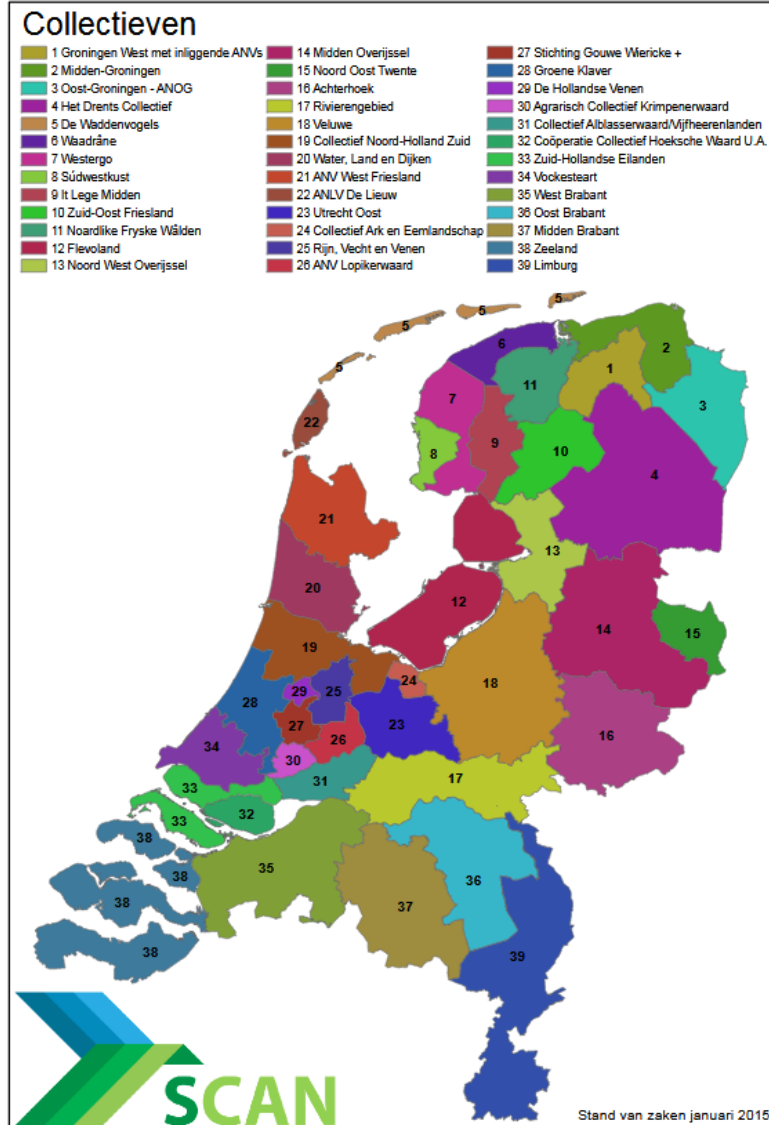 Collectieven
1 Groningen West met inliggende ANVs
2 Midden-Groningen
3 Oost-Groningen - ANOG
4 Het Drents Collectief
5 De Waddenvogels
6 Waadrâne
7 Westergo
8 Súdwestkust
9 It Lege Midden
10 Zuid-Oost Friesland
11 Noardlike Fryske Wâlden
12 Flevoland
13 Noord West Overijssel
14 Midden Overijssel
15 Noord Oost Twente
16 Achterhoek
17 Rivierengebied
18 Veluwe
19 Collectief Noord-Holland Zuid
20 Water, Land en Dijken
21 ANV West Friesland
22 ANLV De Lieuw
23 Utrecht Oost
24 Collectief Ark en Eemlandschap
25 Rijn, Vecht en Venen
26 ANV Lopikerwaard
27 Stichting Gouwe Wiericke +
28 Groene Klaver
29 De Hollandse Venen
30 Agrarisch Collectief Krimpenerwaard
31 Collectief Alblasserwaard/Vijfheerenlanden
32 Coöperatie Collectief Hoeksche Waard U.A.
33 Zuid-Hollandse Eilanden
34 Vockesteart
35 West Brabant
36 Oost Brabant
37 Midden Brabant
38 Zeeland
39 Limburg
5
5
5
5
6
2
1
11
3
7
22
9
8
10
4
21
13
12
20
14
15
19
24
18
29
25
28
23
27
26
16
34
30
17
31
33
32
33
38
35
38
36
38
37
38
39
SCAN
Stand van zaken januari 2015